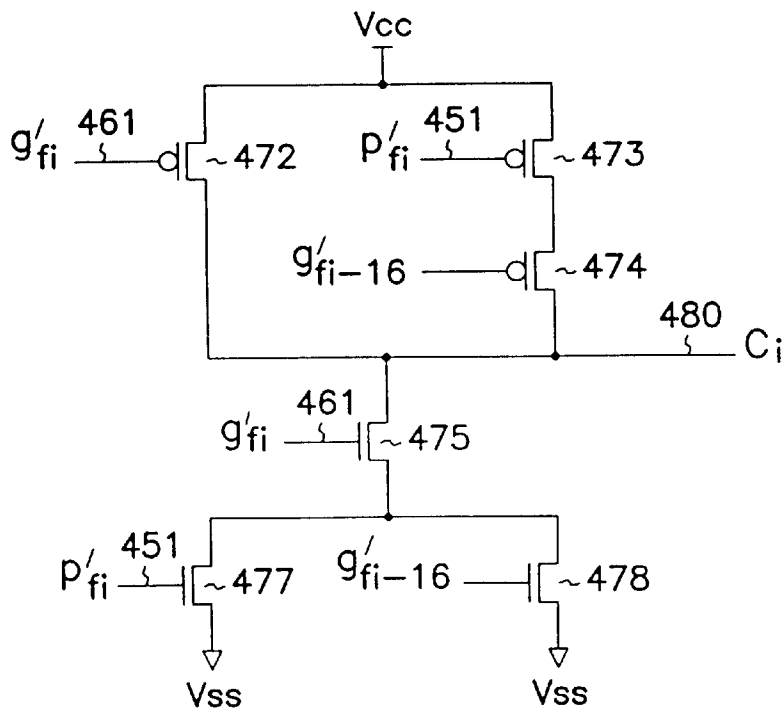 Vcc
g'fi 461 472
p'fi 451 473
g'fi-16 474
480 Ci
g'fi 461 475
p'fi 451 477
g'fi-16 478
Vss Vss